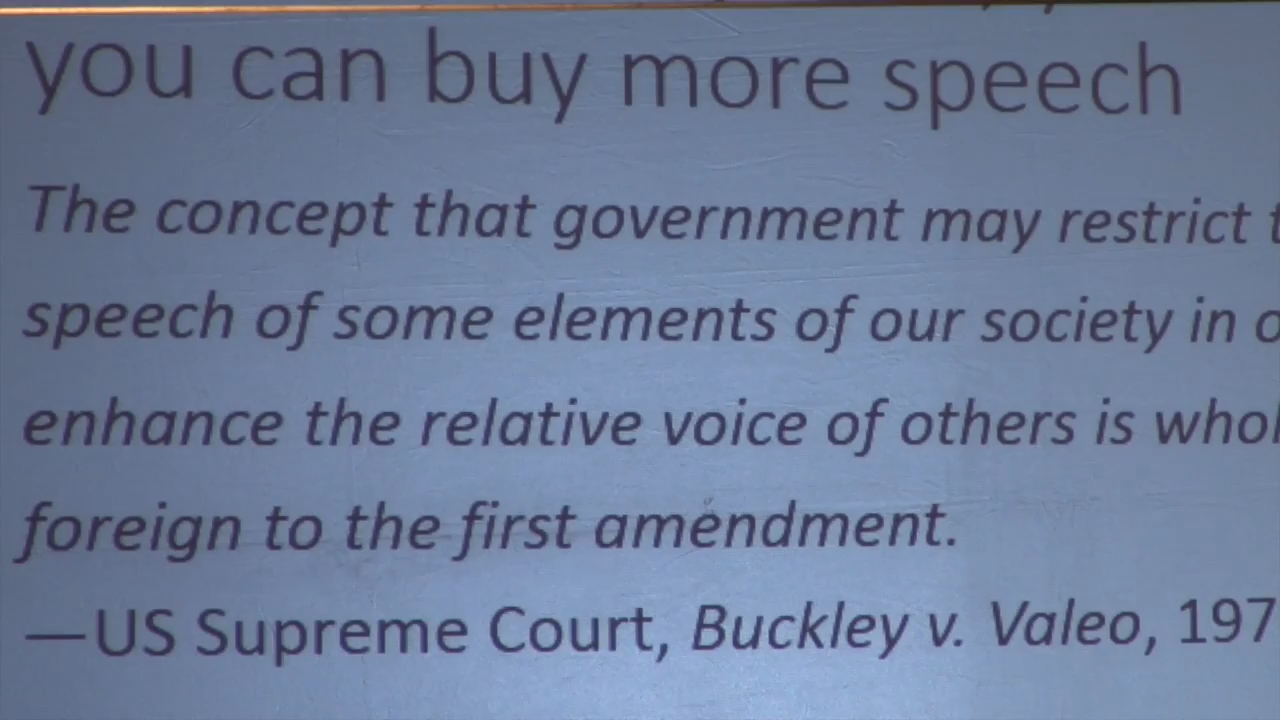 you can buy more speech
The concept that government may restrict
speech of some elements of our society in
enhance the relative voice of others is
foreign to the first amendment.
—US Supreme Court, Buckley v. Valeo, 197